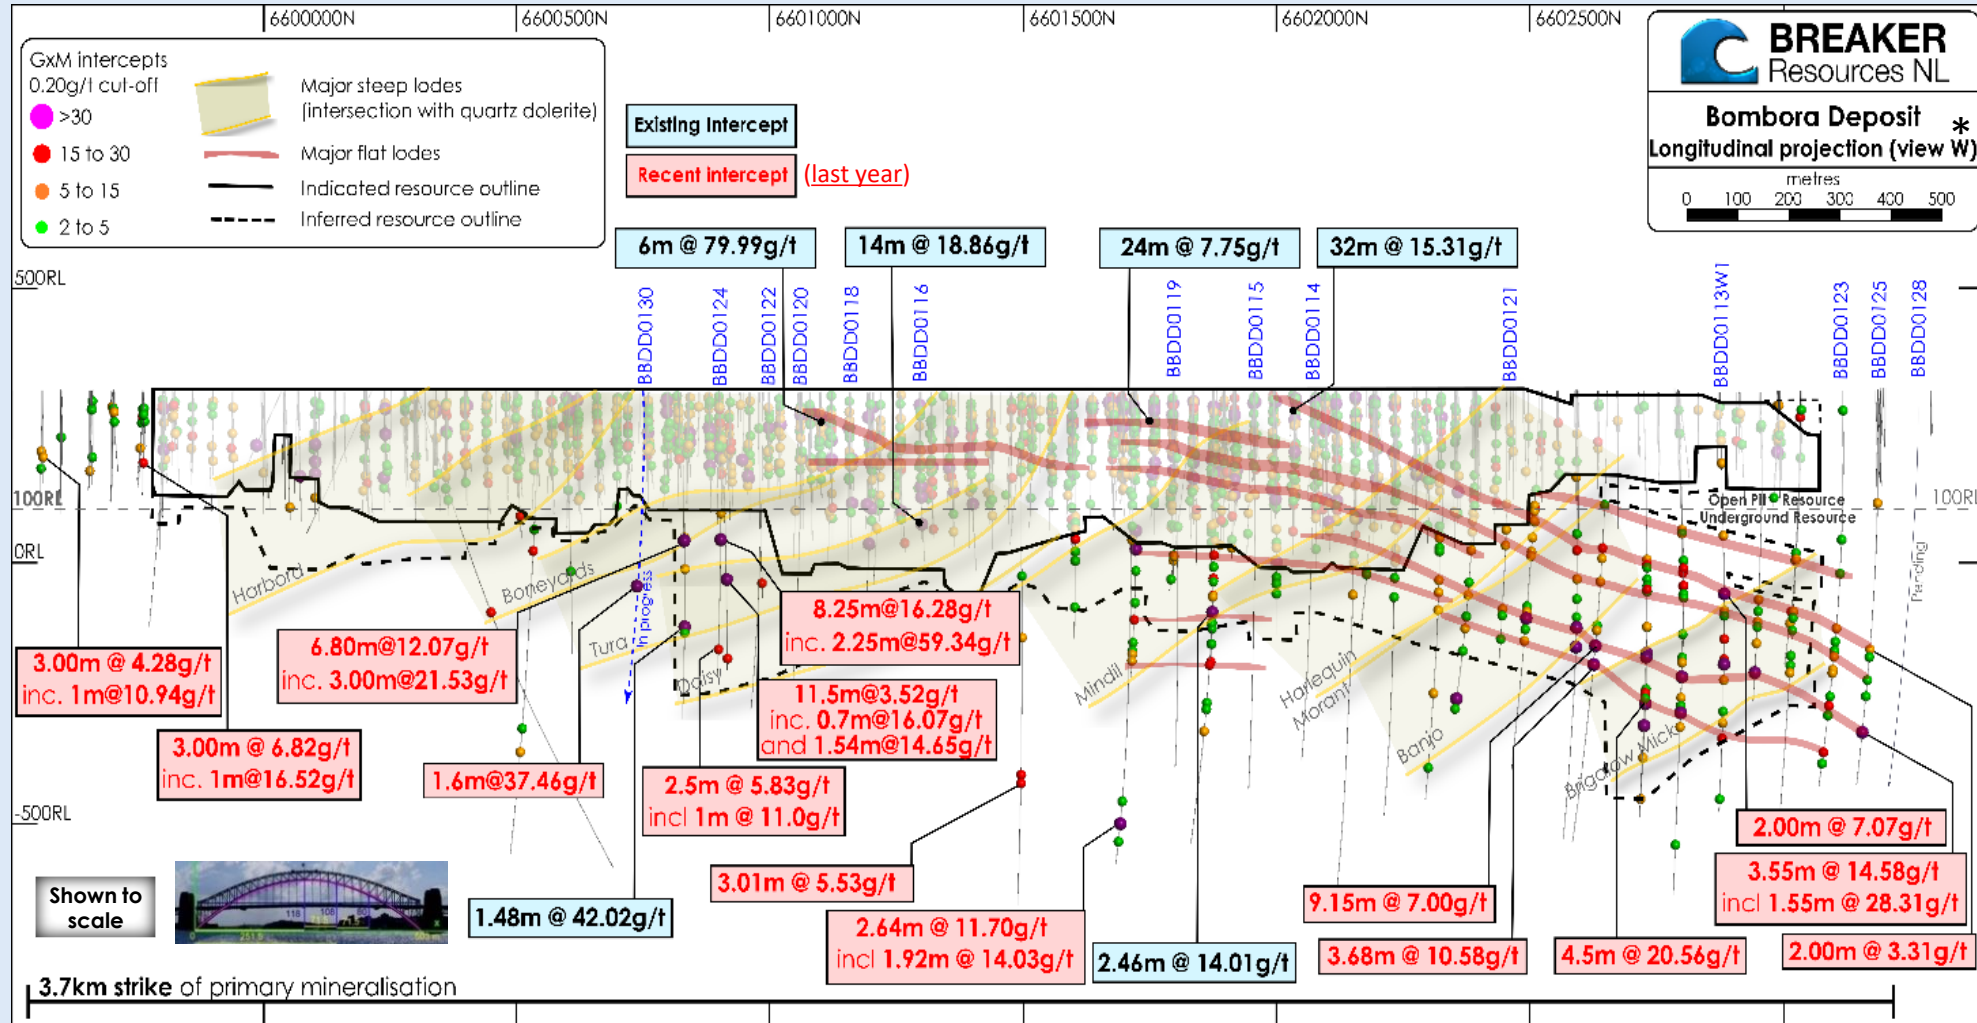 6600000N
6600500N
6601000N
6601500N
6602000N
6602500N
GxM intercepts
0.20g/t cut-off
>30
15 to 30
5 to 15
2 to 5
Major steep lodes
(intersection with quartz dolerite)
Major flat lodes
Indicated resource outline
Inferred resource outline
Existing Intercept
Recent intercept
(last year)
BREAKER
Resources NL
Bombora Deposit *
Longitudinal projection (view W)
metres
0 100 200 300 400 500
6m @ 79.99g/t
14m @ 18.86g/t
24m @ 7.75g/t
32m @ 15.31g/t
500RL
BBDD0130
BBDD0124
BBDD0122
BBDD0120
BBDD0118
BBDD0116
BBDD0119
BBDD0115
BBDD0114
BBDD0121
BBDD0113W1
BBDD0123
BBDD0125
BBDD0128
100RL
100RL
Open Pit Resource
Underground Resource
0RL
Harbord
Boneyards
Tura
Daisy
In progress
Mindil
Harlequin
Morant
Banjo
Brigalow Mick
Pending
3.00m @ 4.28g/t
inc. 1m@10.94g/t
3.00m @ 6.82g/t
inc. 1m@16.52g/t
6.80m@12.07g/t
inc. 3.00m@21.53g/t
8.25m@16.28g/t
inc. 2.25m@59.34g/t
11.5m@3.52g/t
inc. 0.7m@16.07g/t
and 1.54m@14.65g/t
1.6m@37.46g/t
2.5m @ 5.83g/t
incl 1m @ 11.0g/t
-500RL
3.01m @ 5.53g/t
1.48m @ 42.02g/t
2.64m @ 11.70g/t
incl 1.92m @ 14.03g/t
2.46m @ 14.01g/t
9.15m @ 7.00g/t
3.68m @ 10.58g/t
4.5m @ 20.56g/t
2.00m @ 7.07g/t
3.55m @ 14.58g/t
incl 1.55m @ 28.31g/t
2.00m @ 3.31g/t
Shown to
scale
118
108
251.5
3.7km strike of primary mineralisation